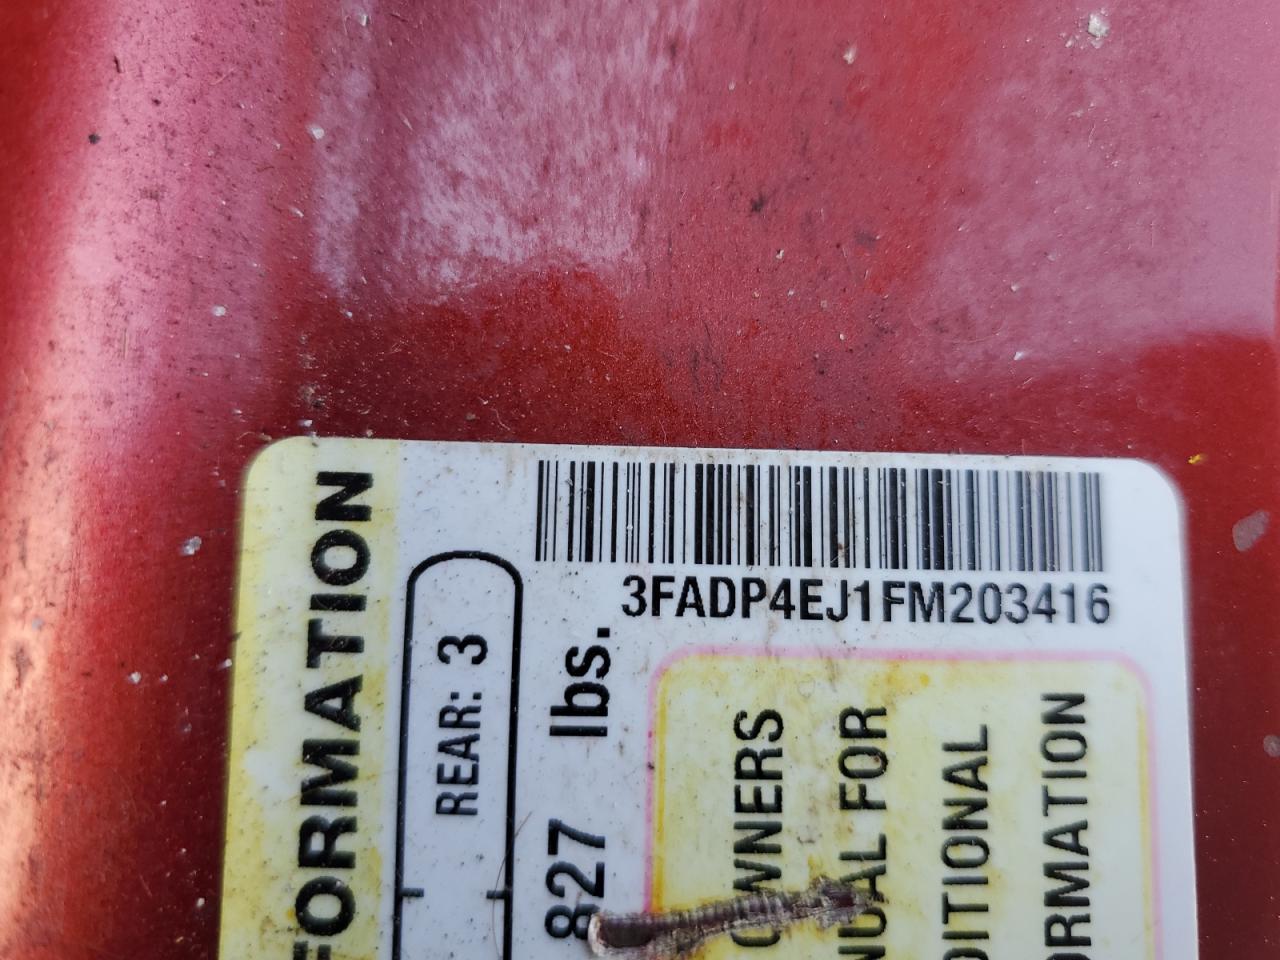 3FADP4EJ1FM203416
FORMATION
REAR: 3
827 lbs.
OWNERS
NUAL FOR
DITIONAL
ORMATION